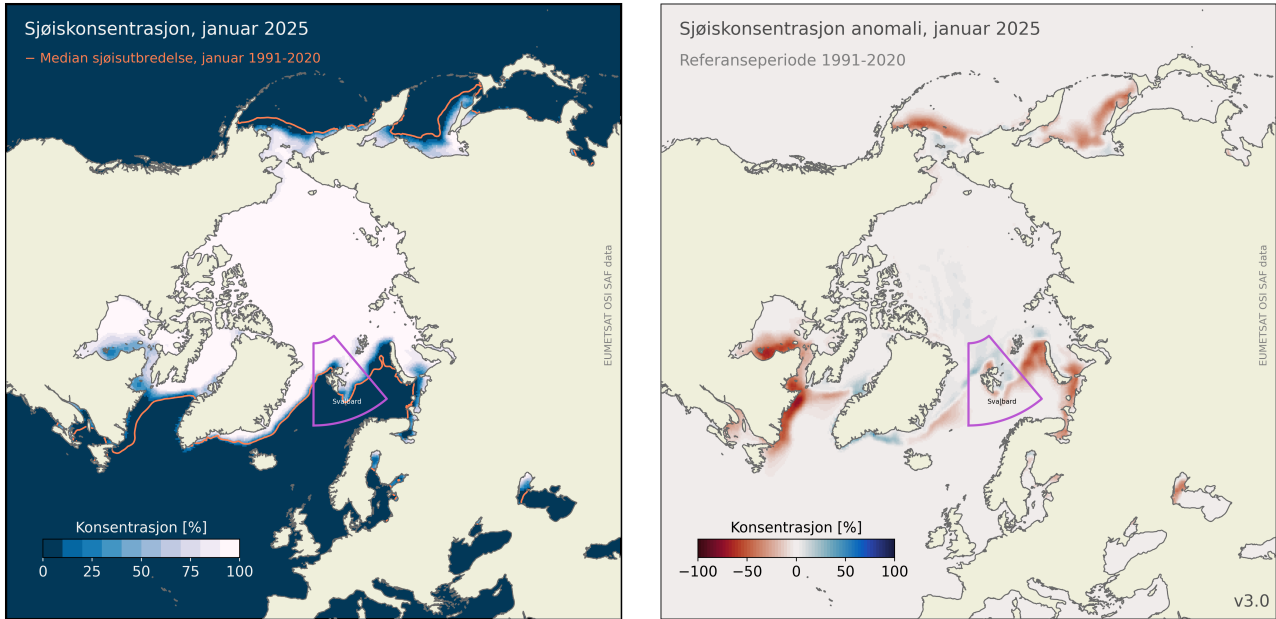 Sjøiskonsentrasjon, januar 2025
− Median sjøisutbredelse, januar 1991-2020
EUMETSAT OSI SAF data
Svalbard
Konsentrasjon [%]
0 25 50 75 100
Sjøiskonsentrasjon anomali, januar 2025
Referanseperiode 1991-2020
EUMETSAT OSI SAF data
Svalbard
Konsentrasjon [%]
−100 −50 0 50 100
v3.0